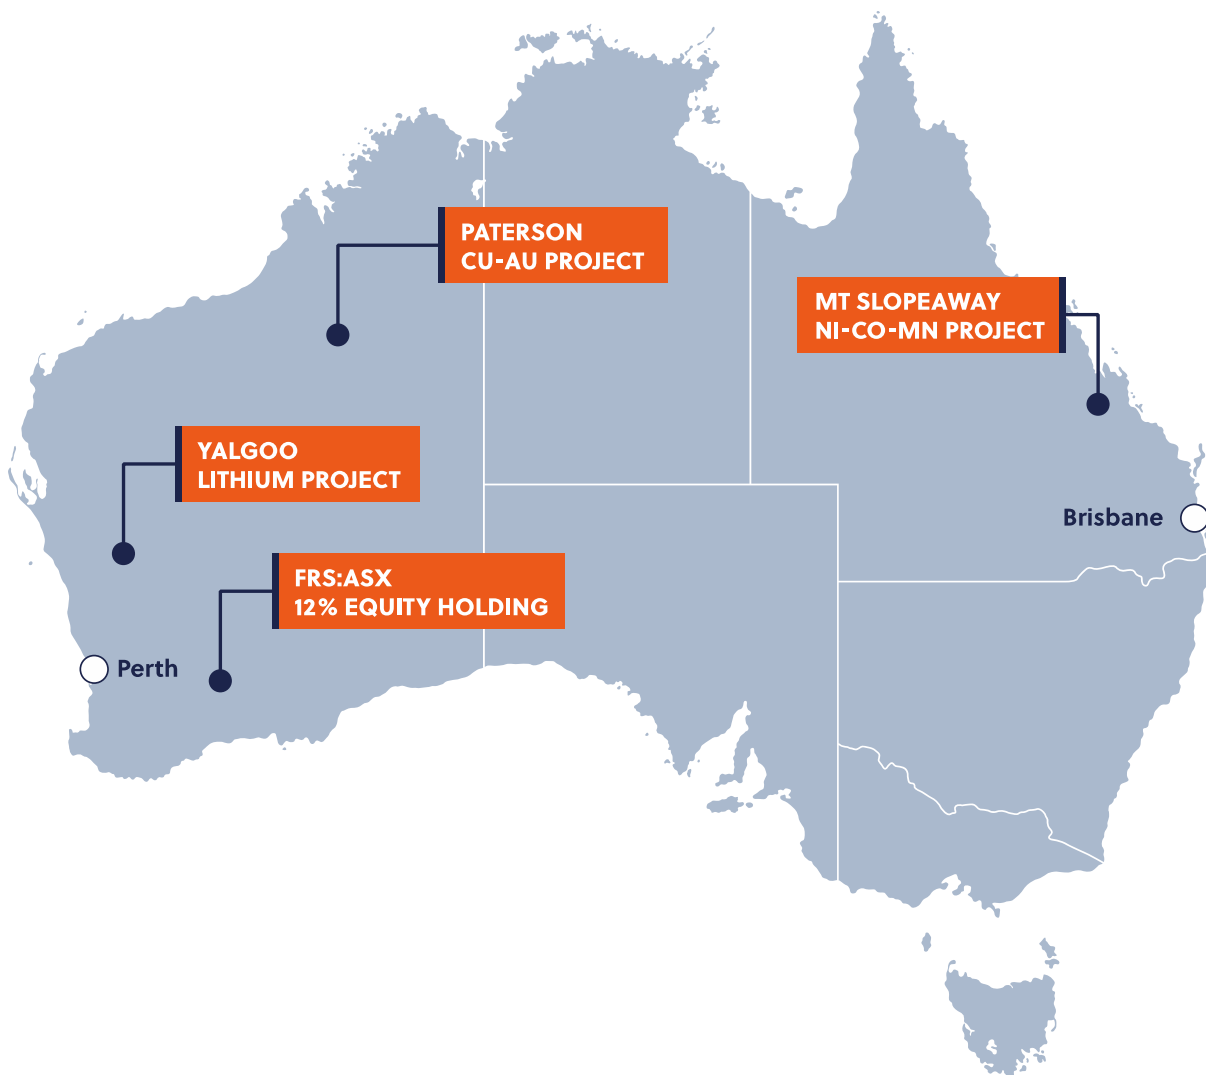 PATERSON
CU-AU PROJECT
MT SLOPEAWAY
NI-CO-MN PROJECT
YALGOO
LITHIUM PROJECT
Brisbane
FRS:ASX
12% EQUITY HOLDING
Perth